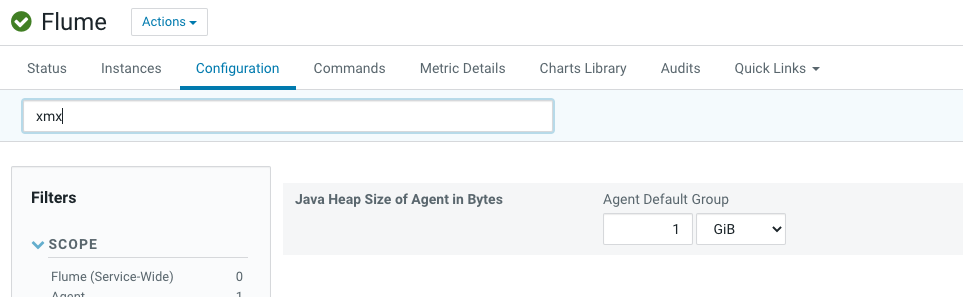 Flume
Actions
Status Instances Configuration Commands Metric Details Charts Library Audits Quick Links
xmx
Filters
Java Heap Size of Agent in Bytes
Agent Default Group
1 GiB
SCOPE
Flume (Service-Wide) 0
Agent 1